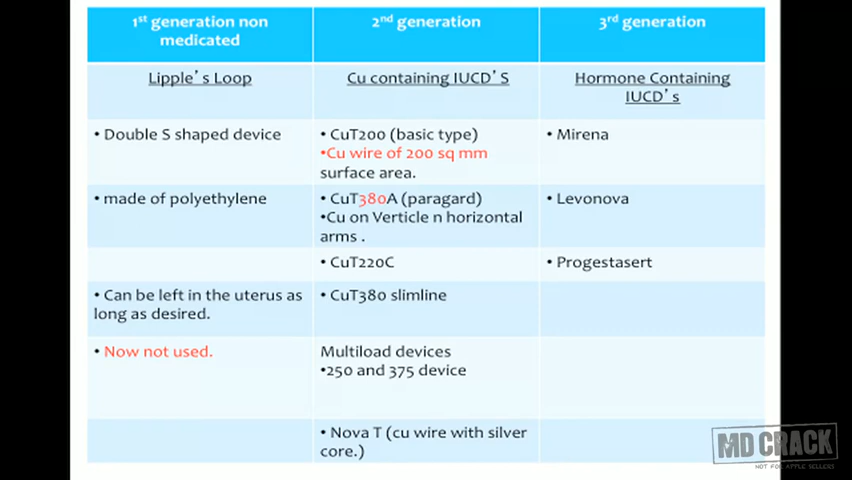 1st generation non
medicated
2nd generation
3rd generation
Lipple's Loop
Cu containing IUCD'S
Hormone Containing
IUCD's
• Double S shaped device
• CuT200 (basic type)
•Cu wire of 200 sq mm
surface area.
• Mirena
• made of polyethylene
• CuT380A (paragard)
•Cu on Verticle n horizontal
arms .
• Levonova
• CuT220C
• Progestasert
• Can be left in the uterus as
long as desired.
• CuT380 slimline
• Now not used.
Multiload devices
•250 and 375 device
• Nova T (cu wire with silver
core.)
MD CRACK
NOT FOR APPLE SELLERS